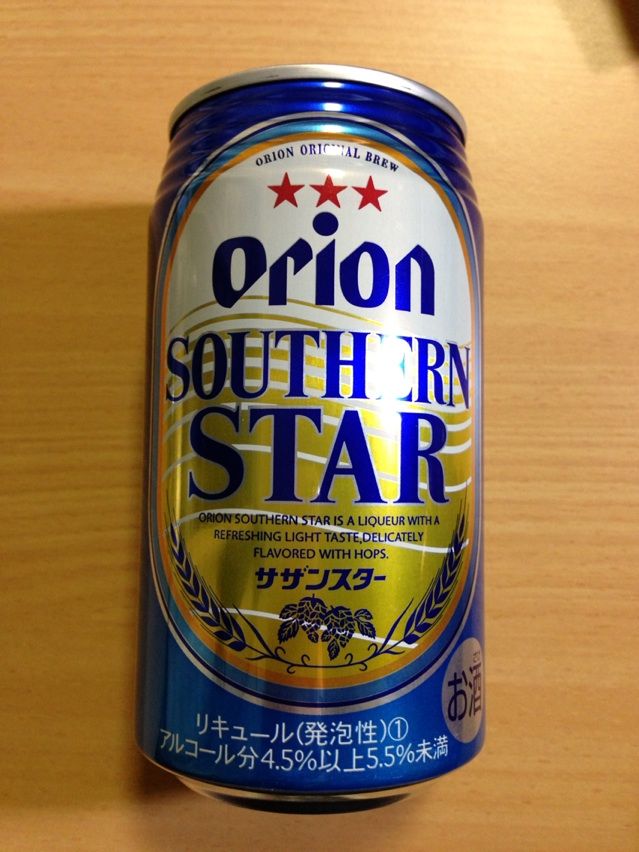 ORION ORIGINAL BREW
orion
SOUTHERN
STAR
ORION SOUTHERN STAR IS A LIQUEUR WITH A
REFRESHING LIGHT TASTE,DELICATELY
FLAVORED WITH HOPS.
サザンスター
お酒
リキュール(発泡性)①
アルコール分4.5%以上5.5%未満